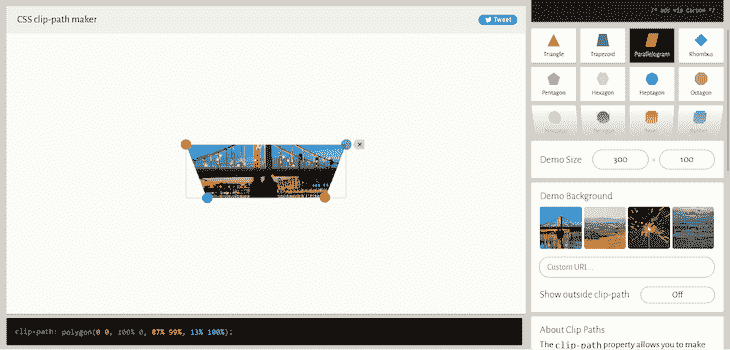 CSS clip-path maker
Tweet
/* add via Carbon */
Triangle
Trapezoid
Parallelogram
Rhombus
Pentagon
Hexagon
Heptagon
Octagon
Demo Size
300
×
100
Demo Background
Custom URL...
Show outside clip-path
Off
clip-path: polygon(0 0, 100% 0, 87% 99%, 13% 100%);
About Clip Paths
The clip-path property allows you to make